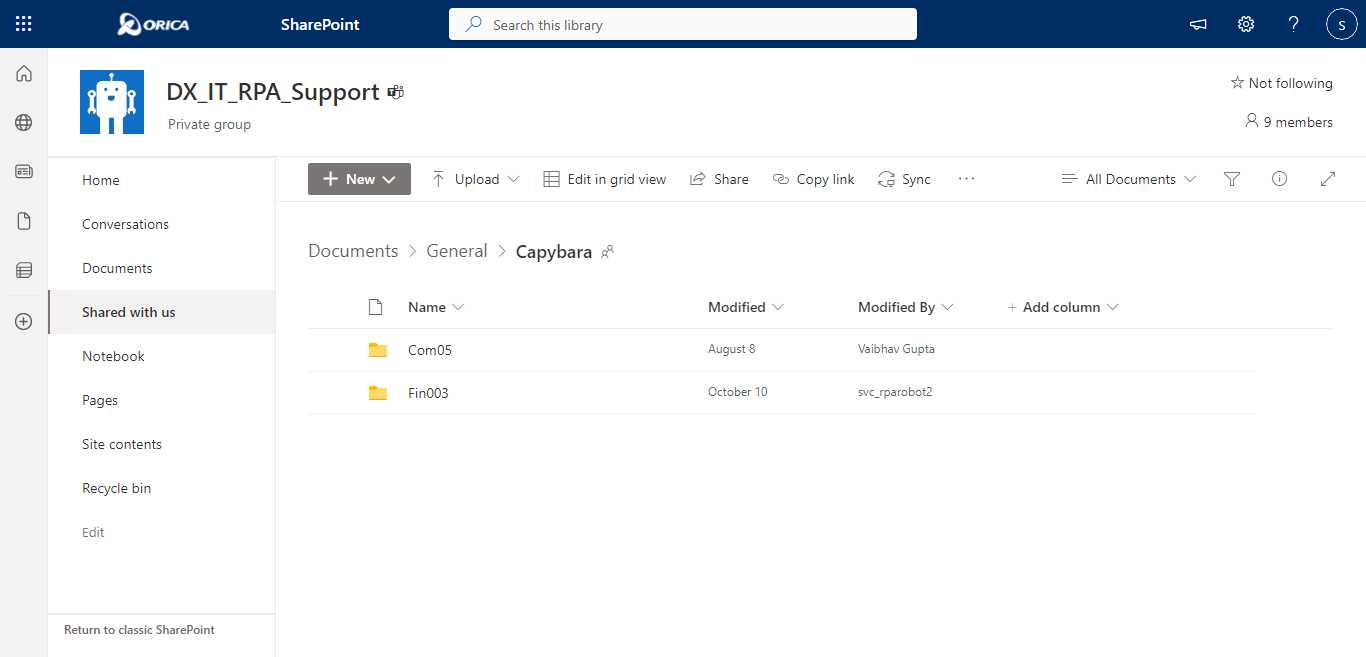 ORICA
SharePoint
Search this library
?
S
DX_IT_RPA_Support
Private group
Not following
9 members
Home
Conversations
Documents
Shared with us
Notebook
Pages
Site contents
Recycle bin
Edit
Return to classic SharePoint
+ New
Upload
Edit in grid view
Share
Copy link
Sync
...
All Documents
Documents > General > Capybara
Name Modified Modified By + Add column
Com05 August 8 Vaibhav Gupta
Fin003 October 10 svc_rparobot2